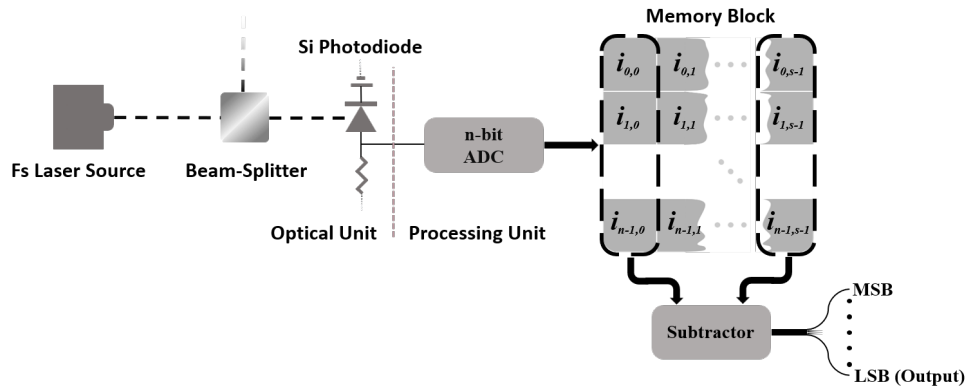 Memory Block
Si Photodiode
i0,0 i0,1 i0,s-1
i1,0 i1,1 i1,s-1
n-bit
ADC
Fs Laser Source
Beam-Splitter
Optical Unit
Processing Unit
in-1,0 in-1,1 in-1,s-1
Subtractor
MSB
LSB (Output)